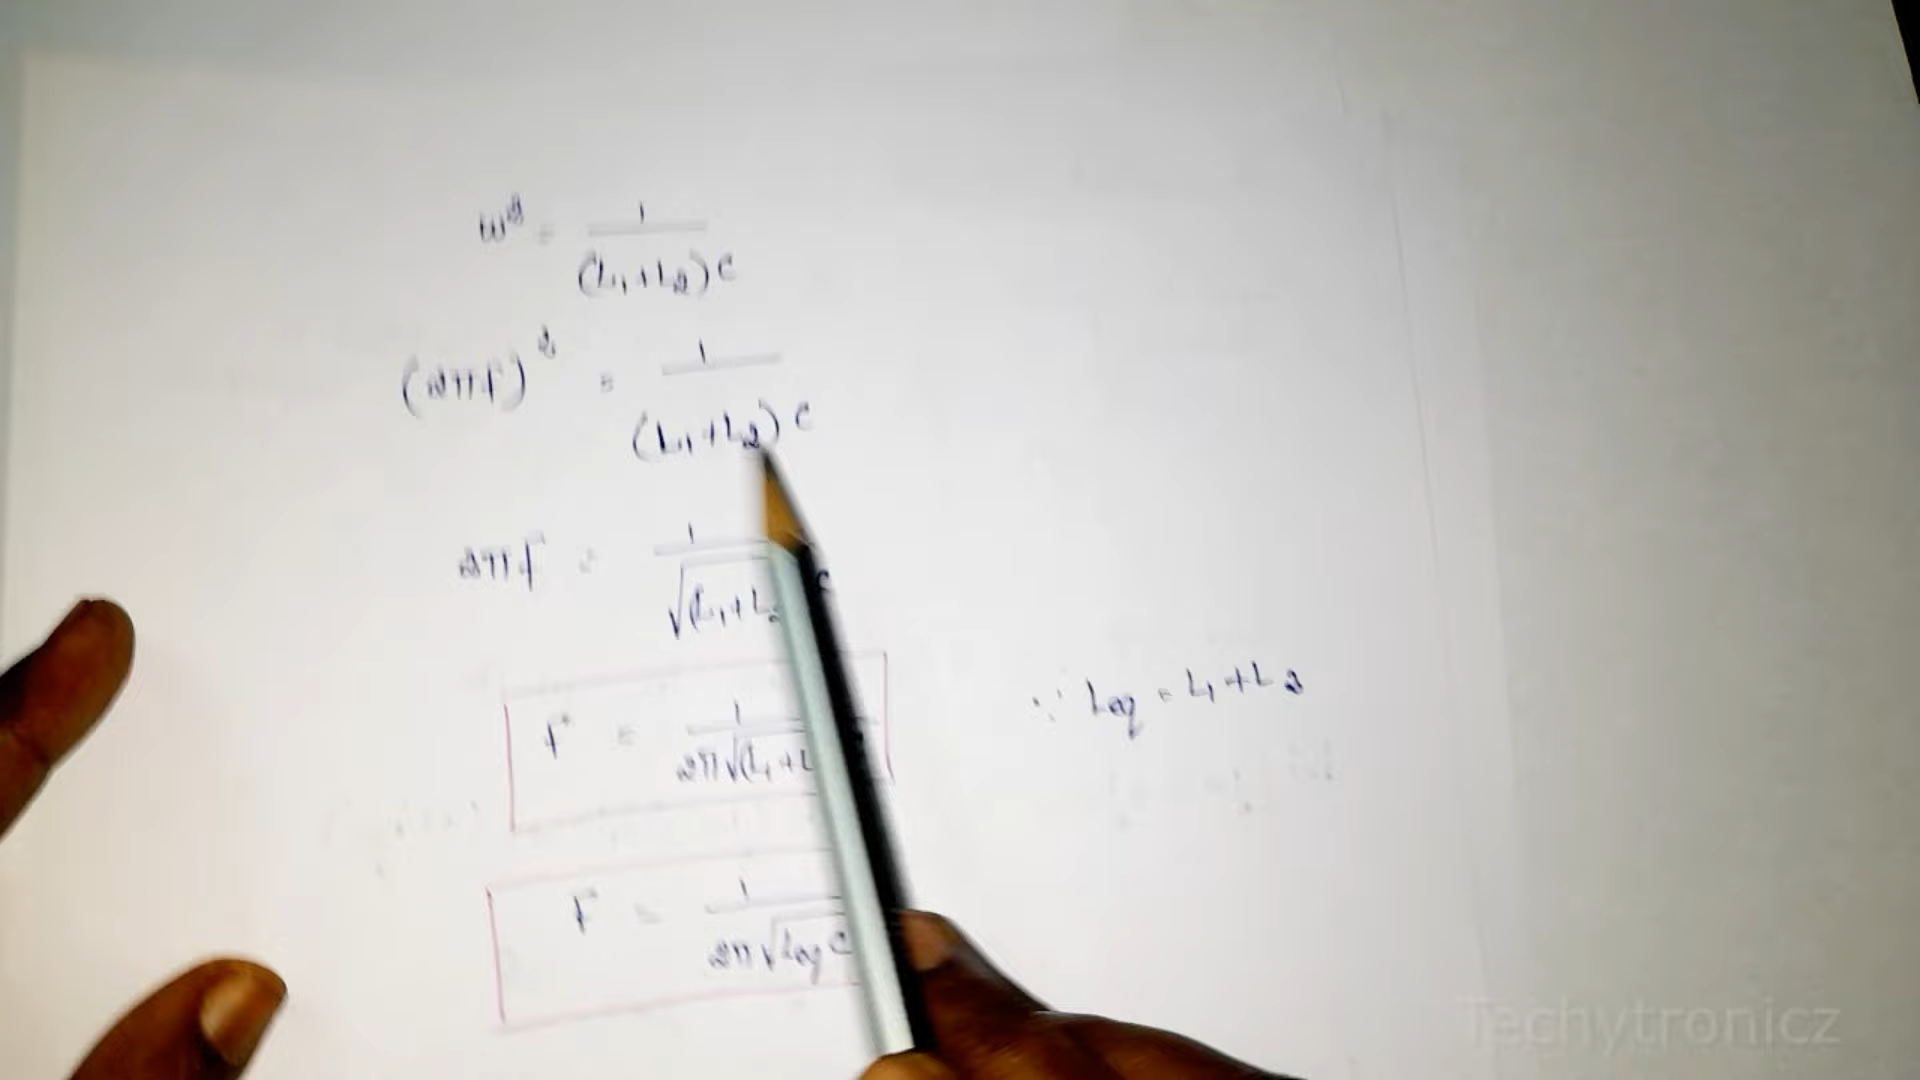 ω² = 1 / (L₁+L₂)C
(2πf)² = 1 / (L₁+L₂)C
2πf = 1 / √(L₁+L₂ C
f = 1 / 2π√(L₁+L
∵ Leq = L₁+L₂
f = 1 / 2π√Leq C
Techytronicz